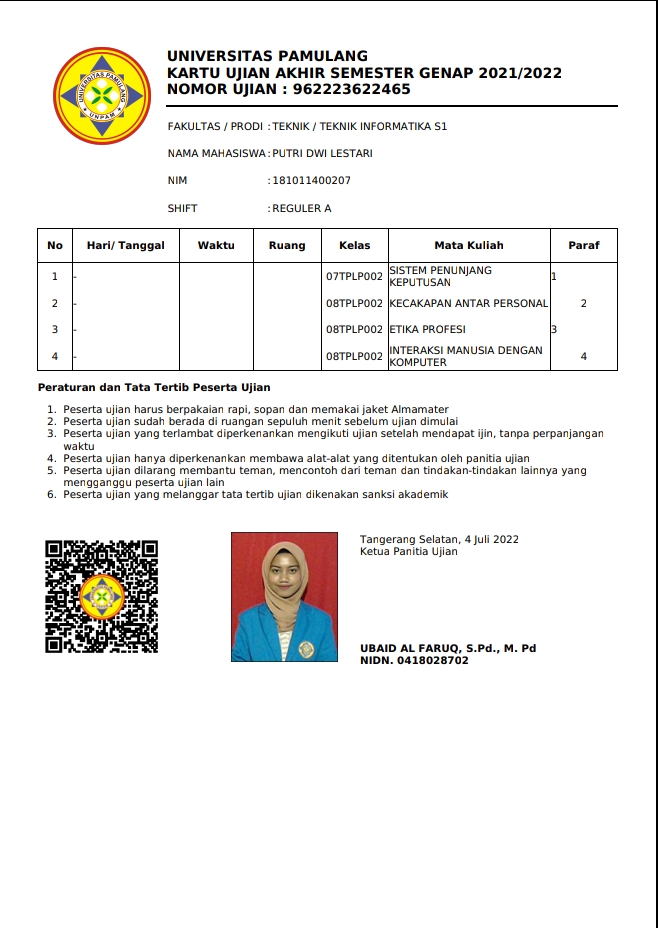 UNIVERSITAS PAMULANG
UNPAM
UNIVERSITAS PAMULANG
KARTU UJIAN AKHIR SEMESTER GENAP 2021/2022
NOMOR UJIAN : 962223622465
FAKULTAS / PRODI : TEKNIK / TEKNIK INFORMATIKA S1
NAMA MAHASISWA : PUTRI DWI LESTARI
NIM : 181011400207
SHIFT : REGULER A
No Hari/ Tanggal Waktu Ruang Kelas Mata Kuliah Paraf
1 - 07TPLP002 SISTEM PENUNJANG KEPUTUSAN 1
2 - 08TPLP002 KECAKAPAN ANTAR PERSONAL 2
3 - 08TPLP002 ETIKA PROFESI 3
4 - 08TPLP002 INTERAKSI MANUSIA DENGAN KOMPUTER 4
Peraturan dan Tata Tertib Peserta Ujian
1. Peserta ujian harus berpakaian rapi, sopan dan memakai jaket Almamater
2. Peserta ujian sudah berada di ruangan sepuluh menit sebelum ujian dimulai
3. Peserta ujian yang terlambat diperkenankan mengikuti ujian setelah mendapat ijin, tanpa perpanjangan
waktu
4. Peserta ujian hanya diperkenankan membawa alat-alat yang ditentukan oleh panitia ujian
5. Peserta ujian dilarang membantu teman, mencontoh dari teman dan tindakan-tindakan lainnya yang
mengganggu peserta ujian lain
6. Peserta ujian yang melanggar tata tertib ujian dikenakan sanksi akademik
Tangerang Selatan, 4 Juli 2022
Ketua Panitia Ujian
UBAID AL FARUQ, S.Pd., M. Pd
NIDN. 0418028702